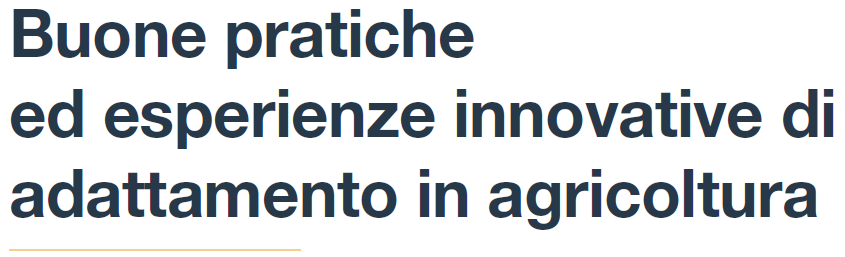 Buone pratiche
ed esperienze innovative di
adattamento in agricoltura